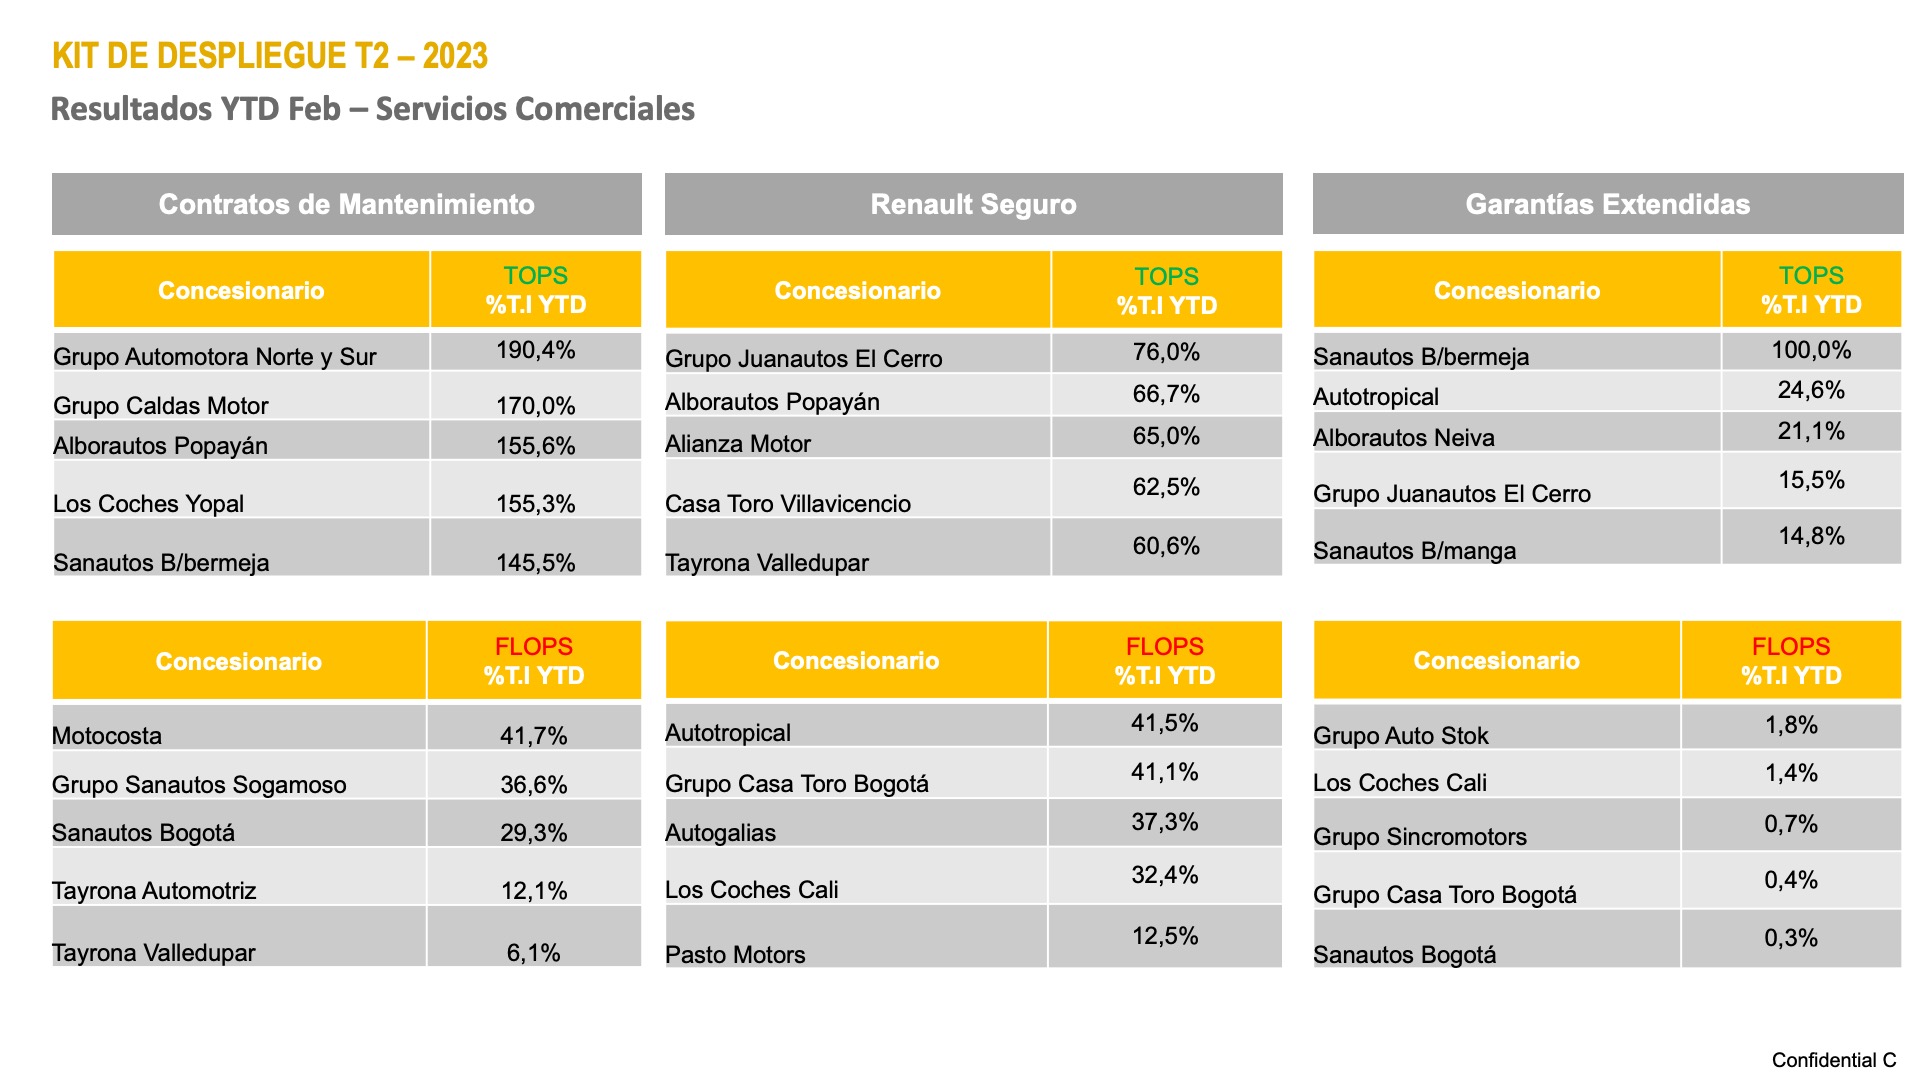 KIT DE DESPLIEGUE T2 – 2023
Resultados YTD Feb – Servicios Comerciales
Contratos de Mantenimiento
Concesionario
TOPS
%T.I YTD
Grupo Automotora Norte y Sur 190,4%
Grupo Caldas Motor 170,0%
Alborautos Popayán 155,6%
Los Coches Yopal 155,3%
Sanautos B/bermeja 145,5%
Concesionario
FLOPS
%T.I YTD
Motocosta 41,7%
Grupo Sanautos Sogamoso 36,6%
Sanautos Bogotá 29,3%
Tayrona Automotriz 12,1%
Tayrona Valledupar 6,1%
Renault Seguro
Concesionario
TOPS
%T.I YTD
Grupo Juanautos El Cerro 76,0%
Alborautos Popayán 66,7%
Alianza Motor 65,0%
Casa Toro Villavicencio 62,5%
Tayrona Valledupar 60,6%
Concesionario
FLOPS
%T.I YTD
Autotropical 41,5%
Grupo Casa Toro Bogotá 41,1%
Autogalias 37,3%
Los Coches Cali 32,4%
Pasto Motors 12,5%
Garantías Extendidas
Concesionario
TOPS
%T.I YTD
Sanautos B/bermeja 100,0%
Autotropical 24,6%
Alborautos Neiva 21,1%
Grupo Juanautos El Cerro 15,5%
Sanautos B/manga 14,8%
Concesionario
FLOPS
%T.I YTD
Grupo Auto Stok 1,8%
Los Coches Cali 1,4%
Grupo Sincromotors 0,7%
Grupo Casa Toro Bogotá 0,4%
Sanautos Bogotá 0,3%
Confidential C